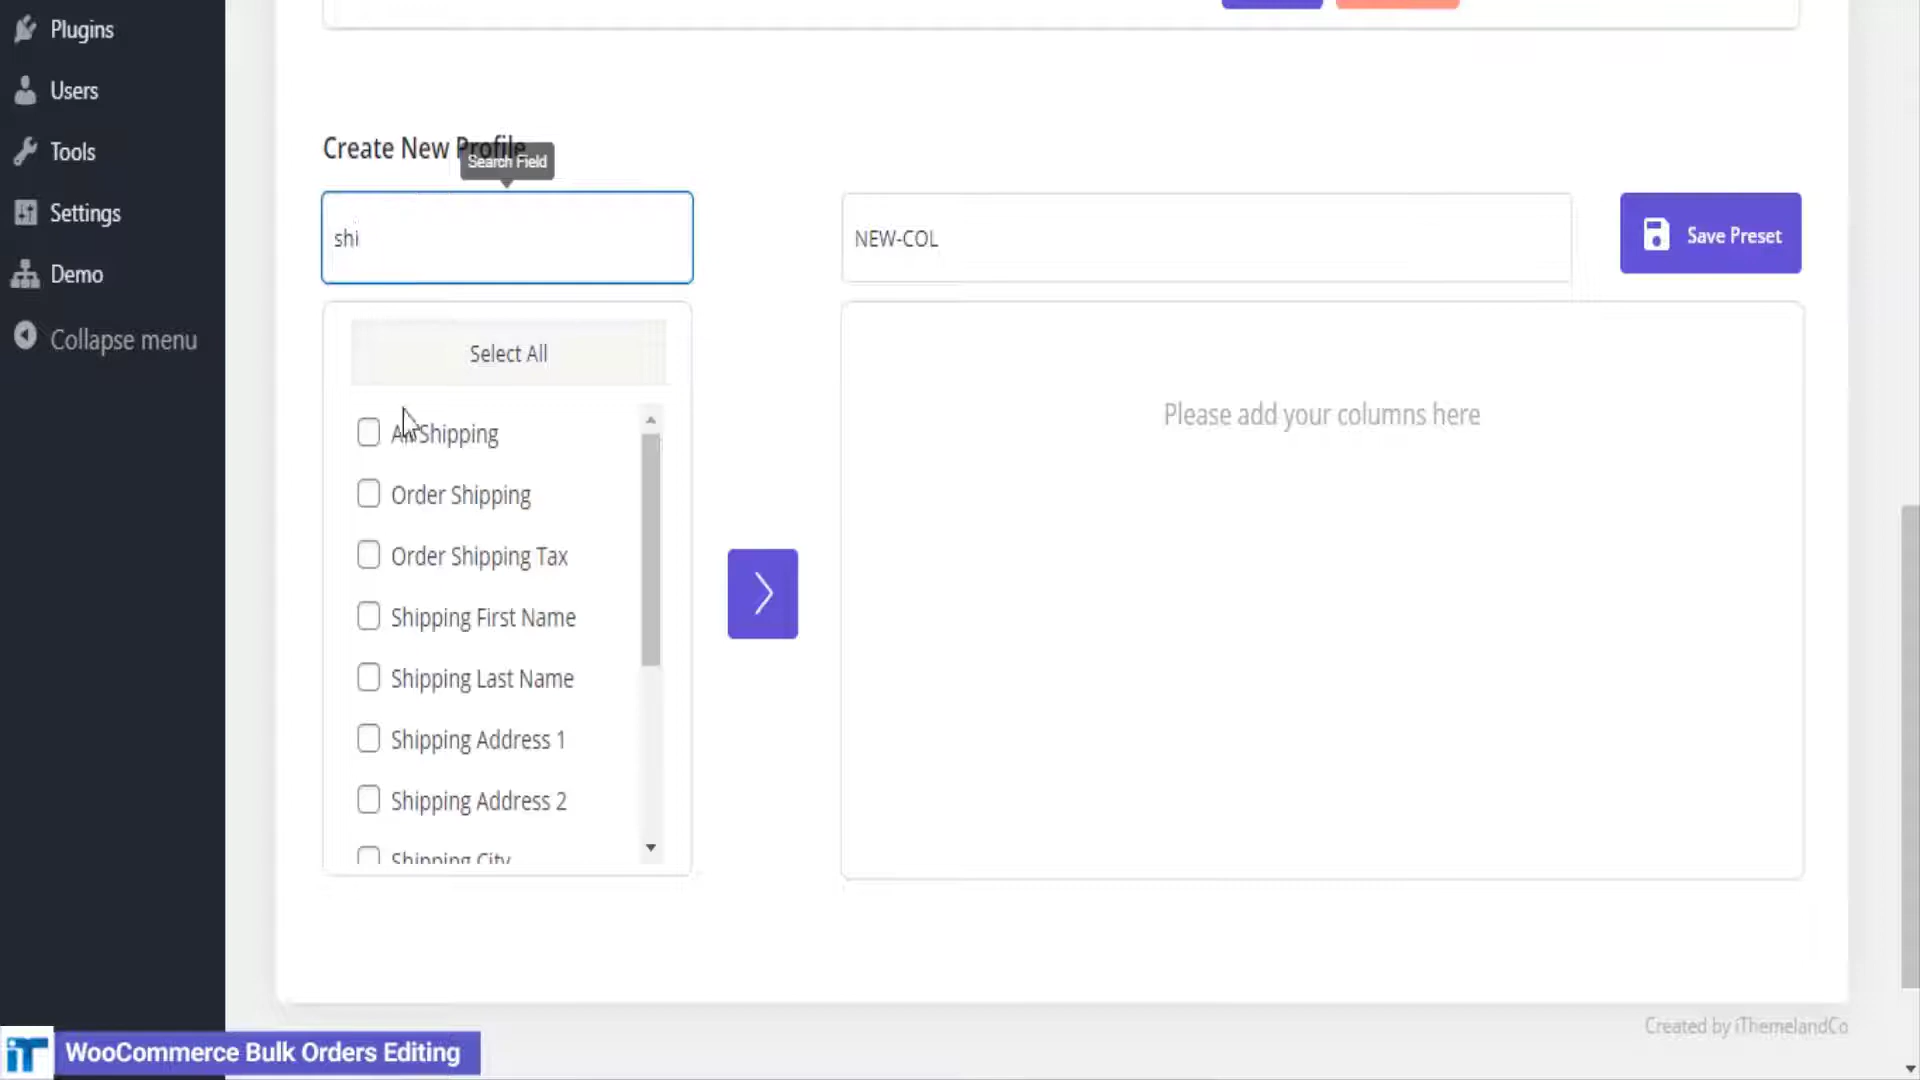 Plugins
Users
Tools
Settings
Demo
Collapse menu
Create New Profile
Search Field
shi
NEW-COL
Save Preset
Select All
Please add your columns here
All Shipping
Order Shipping
Order Shipping Tax
Shipping First Name
Shipping Last Name
Shipping Address 1
Shipping Address 2
Shipping City
Created by iThemelandCo
iT WooCommerce Bulk Orders Editing